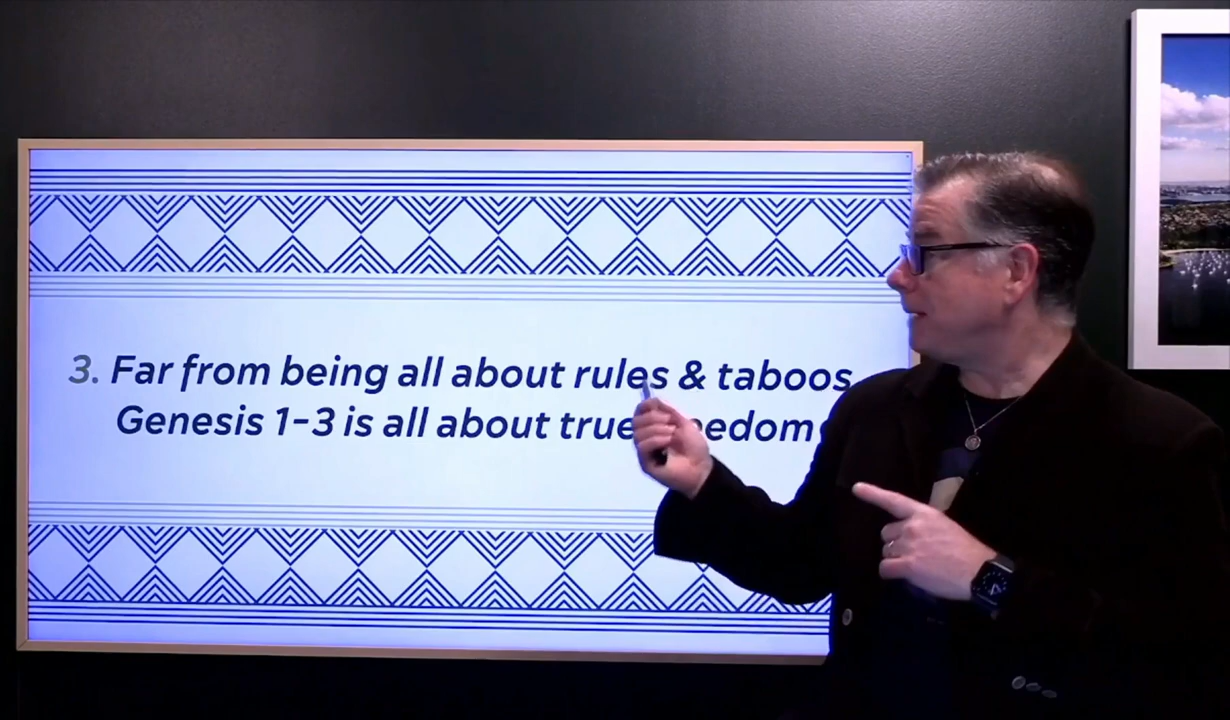 3. Far from being all about rules & taboos
Genesis 1-3 is all about true